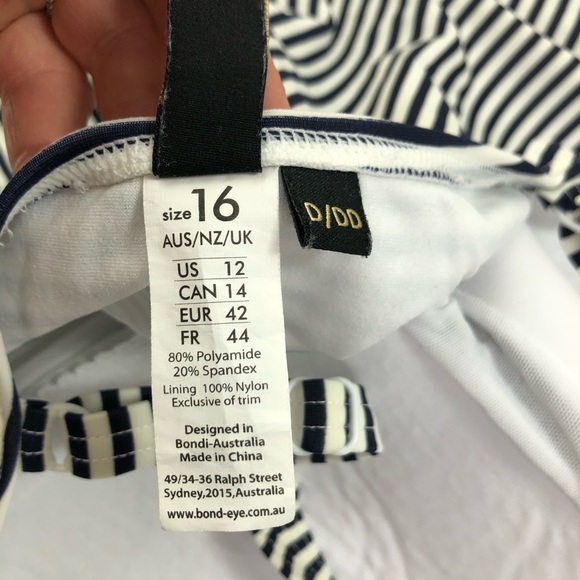 size 16
AUS/NZ/UK
US 12
CAN 14
EUR 42
FR 44
80% Polyamide
20% Spandex
Lining 100% Nylon
Exclusive of trim
Designed in
Bondi-Australia
Made in China
49/34-36 Ralph Street
Sydney,2015,Australia
www.bond-eye.com.au
D/DD